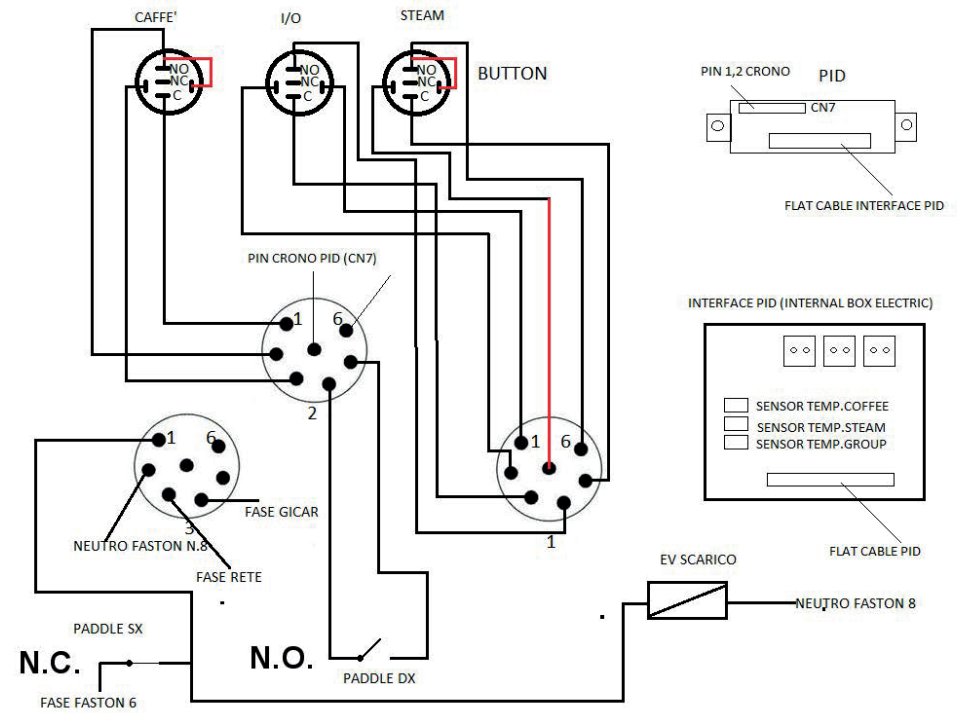 CAFFE'
I/O
STEAM
NO
NC
C
NO
NC
C
NO
NC
C
BUTTON
PIN 1,2 CRONO
PID
CN7
FLAT CABLE INTERFACE PID
PIN CRONO PID (CN7)
1
6
2
INTERFACE PID (INTERNAL BOX ELECTRIC)
SENSOR TEMP.COFFEE
SENSOR TEMP.STEAM
SENSOR TEMP.GROUP
FLAT CABLE PID
1
6
3
FASE GICAR
NEUTRO FASTON N.8
FASE RETE
1
6
1
EV SCARICO
NEUTRO FASTON 8
PADDLE SX
N.C.
FASE FASTON 6
N.O.
PADDLE DX